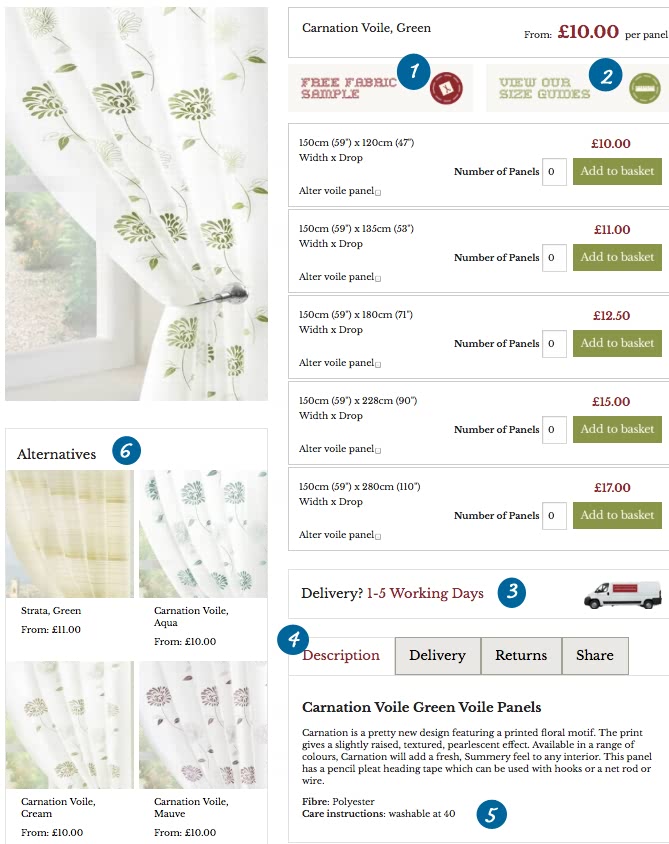 Carnation Voile, Green
From: £10.00 per panel
FREE FABRIC
SAMPLE
1
VIEW OUR
SIZE GUIDES
2
150cm (59") x 120cm (47")
Width x Drop
Alter voile panel
£10.00
Number of Panels 0 Add to basket
150cm (59") x 135cm (53")
Width x Drop
Alter voile panel
£11.00
Number of Panels 0 Add to basket
150cm (59") x 180cm (71")
Width x Drop
Alter voile panel
£12.50
Number of Panels 0 Add to basket
150cm (59") x 228cm (90")
Width x Drop
Alter voile panel
£15.00
Number of Panels 0 Add to basket
150cm (59") x 280cm (110")
Width x Drop
Alter voile panel
£17.00
Number of Panels 0 Add to basket
Delivery? 1-5 Working Days 3
4
Description Delivery Returns Share
Carnation Voile Green Voile Panels
Carnation is a pretty new design featuring a printed floral motif. The print
gives a slightly raised, textured, pearlescent effect. Available in a range of
colours, Carnation will add a fresh, Summery feel to any interior. This panel
has a pencil pleat heading tape which can be used with hooks or a net rod or
wire.
Fibre: Polyester
Care instructions: washable at 40
5
Alternatives 6
Strata, Green
From: £11.00
Carnation Voile,
Aqua
From: £10.00
Carnation Voile,
Cream
From: £10.00
Carnation Voile,
Mauve
From: £10.00